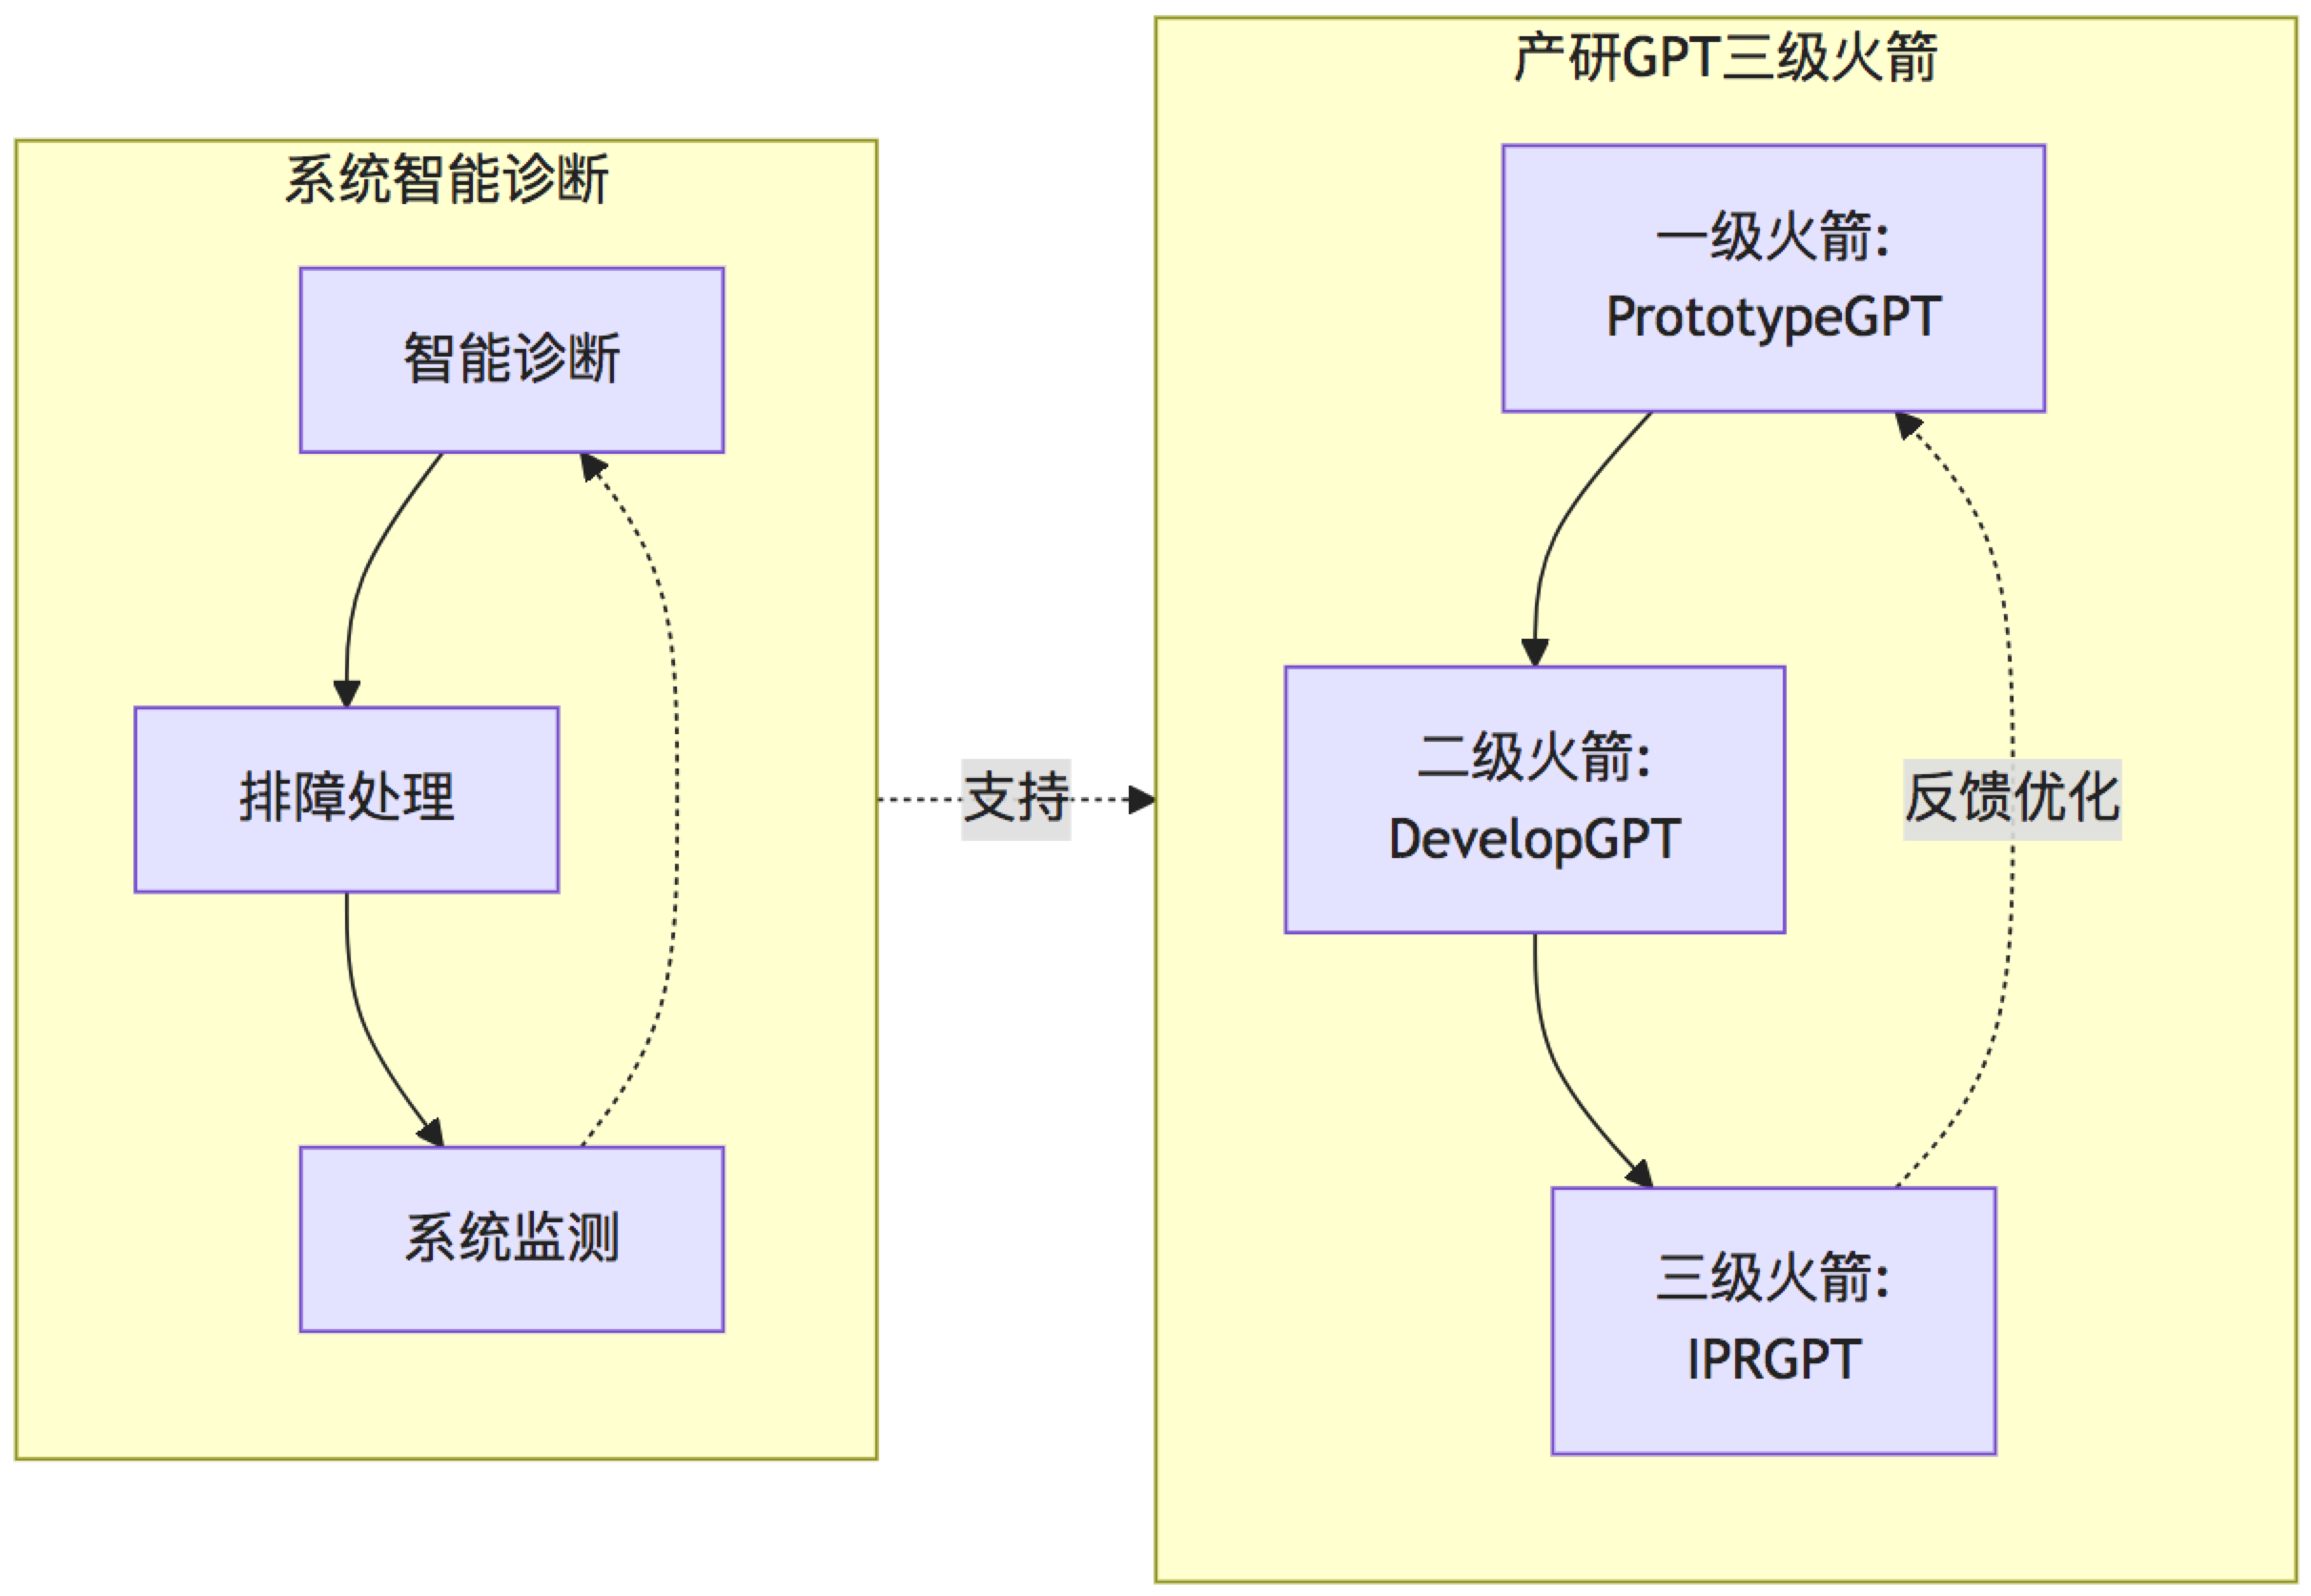 系统智能诊断
智能诊断
排障处理
系统监测
支持
产研GPT三级火箭
一级火箭:
PrototypeGPT
二级火箭:
DevelopGPT
反馈优化
三级火箭:
IPRGPT